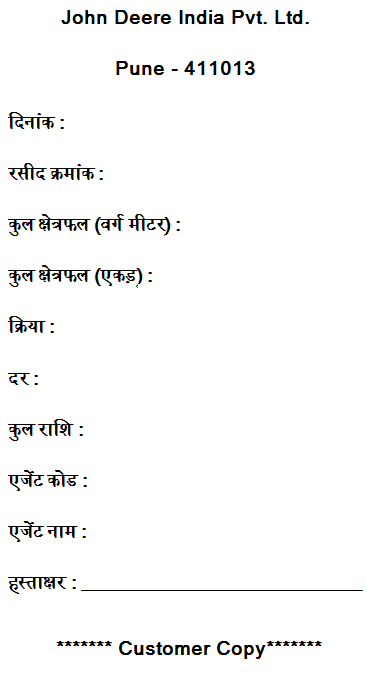 John Deere India Pvt. Ltd.
Pune - 411013
दिनांक :
रसीद क्रमांक :
कुल क्षेत्रफल (वर्ग मीटर) :
कुल क्षेत्रफल (एकड़) :
क्रिया :
दर :
कुल राशि :
एजेंट कोड :
एजेंट नाम :
हस्ताक्षर : __________________________
******* Customer Copy*******